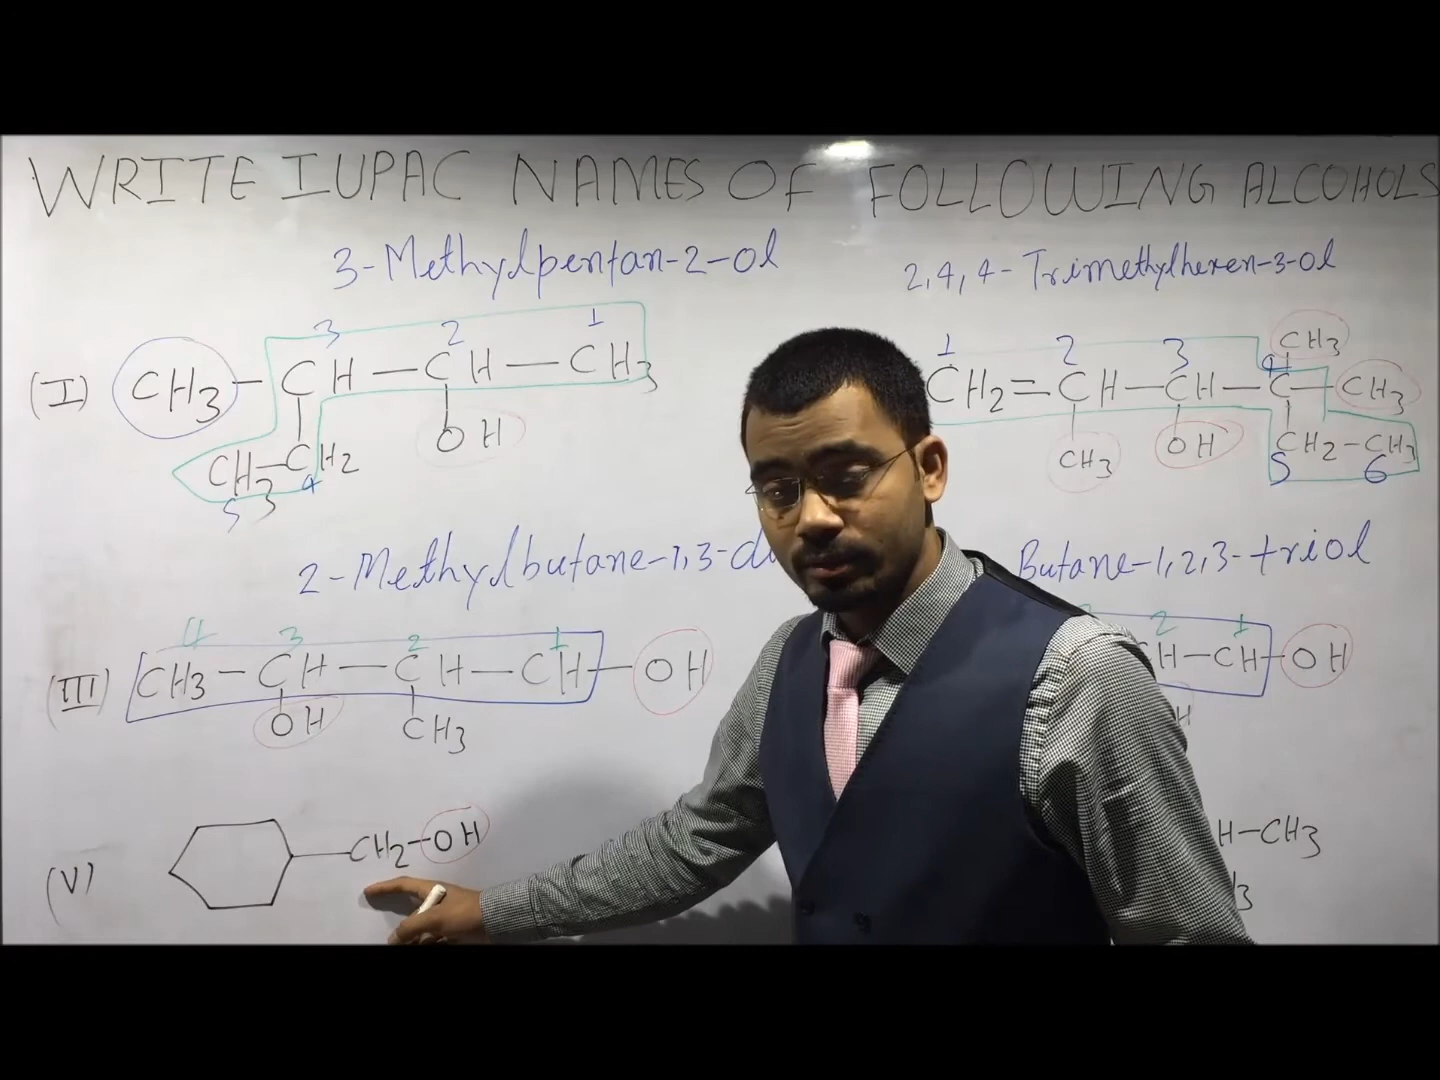 WRITE IUPAC NAMES OF FOLLOWING ALCOHOLS
3-Methylpentan-2-ol
3 2 1
(I) CH3-CH-CH-CH3
OH
CH3-CH2
4
5
2,4,4-Trimethylhexen-3-ol
CH3
1 2 3 4
CH2=CH-CH-C-CH3
CH3 OH CH2-CH3
5 6
2-Methylbutane-1,3-d
4 3 2 1
(III) CH3-CH-CH-CH-OH
OH CH3
Butane-1,2,3-triol
2 1
CH-CH-OH
H
(V) CH2-OH
H-CH3
3